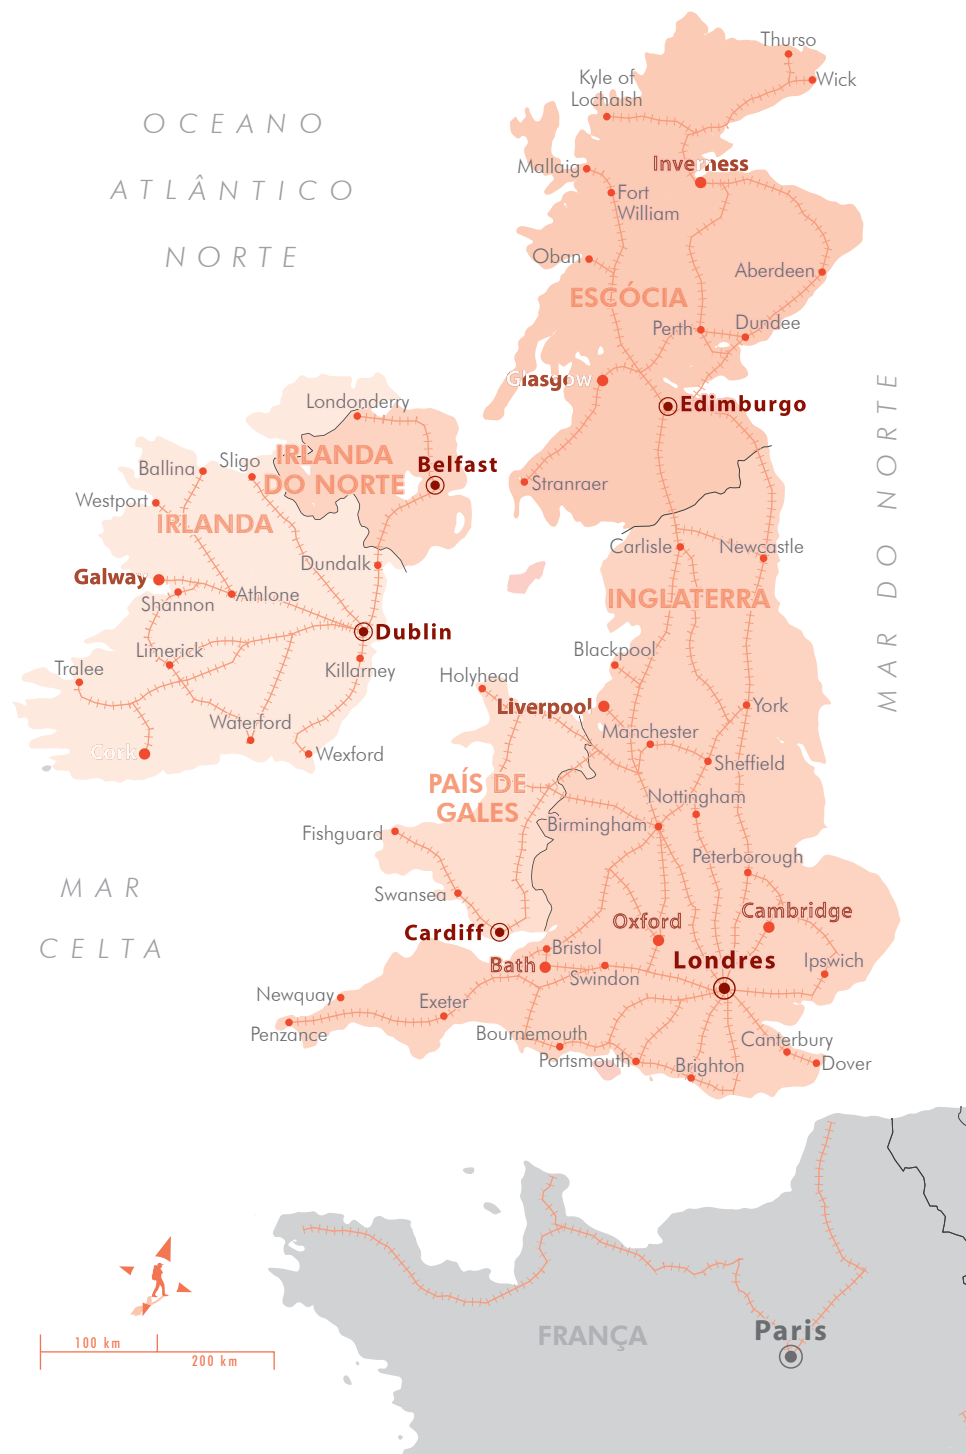 Thurso
Wick
Kyle of
Lochalsh
OCEANO
ATLÂNTICO
NORTE
Inverness
Mallaig
Fort
William
Oban
Aberdeen
ESCÓCIA
Perth
Dundee
Glasgow
Edimburgo
MAR DO NORTE
Londonderry
IRLANDA
DO NORTE
Belfast
Ballina
Sligo
Westport
IRLANDA
Stranraer
Carlisle
Newcastle
Dundalk
Galway
Shannon
Athlone
INGLATERRA
Dublin
Limerick
Killarney
Tralee
Blackpool
Holyhead
Liverpool
York
Waterford
Manchester
Cork
Wexford
Sheffield
PAÍS DE
GALES
Nottingham
Birmingham
Fishguard
Peterborough
MAR
CELTA
Swansea
Cardiff
Oxford
Cambridge
Bristol
Bath
Swindon
Londres
Ipswich
Newquay
Exeter
Penzance
Bournemouth
Portsmouth
Brighton
Canterbury
Dover
FRANÇA
Paris
100 km
200 km